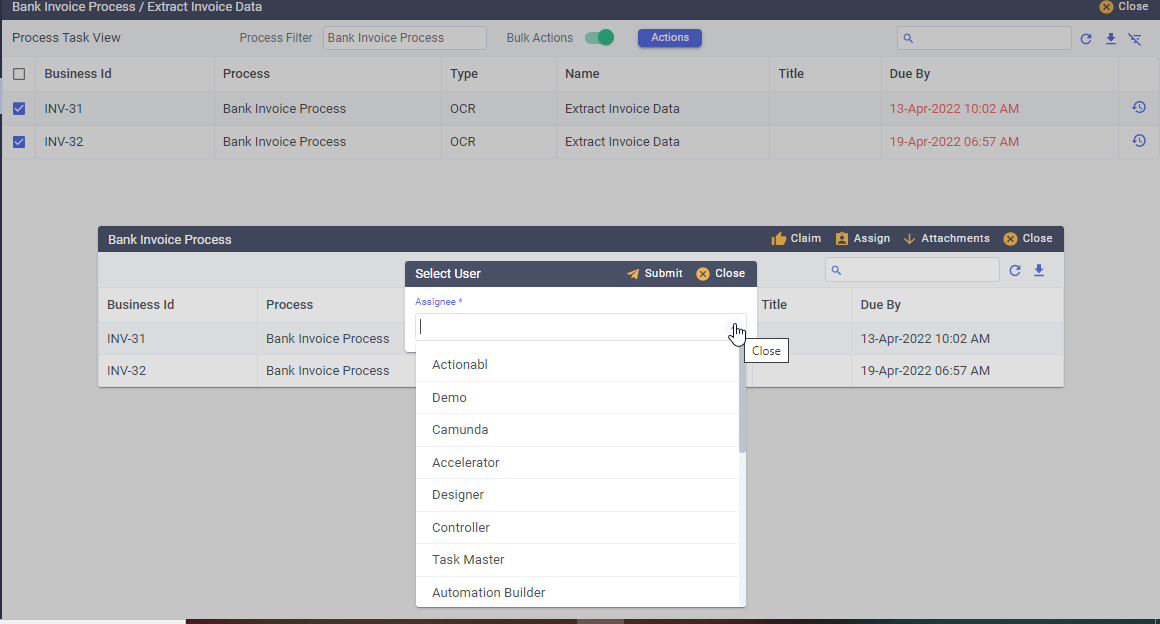 Bank Invoice Process / Extract Invoice Data Close
Process Task View Process Filter Bank Invoice Process Bulk Actions Actions
Business Id Process Type Name Title Due By
INV-31 Bank Invoice Process OCR Extract Invoice Data 13-Apr-2022 10:02 AM
INV-32 Bank Invoice Process OCR Extract Invoice Data 19-Apr-2022 06:57 AM
Bank Invoice Process Claim Assign Attachments Close
Select User Submit Close
Business Id Process Title Due By
Assignee *
INV-31 Bank Invoice Process 13-Apr-2022 10:02 AM
Close
INV-32 Bank Invoice Process 19-Apr-2022 06:57 AM
Actionabl
Demo
Camunda
Accelerator
Designer
Controller
Task Master
Automation Builder